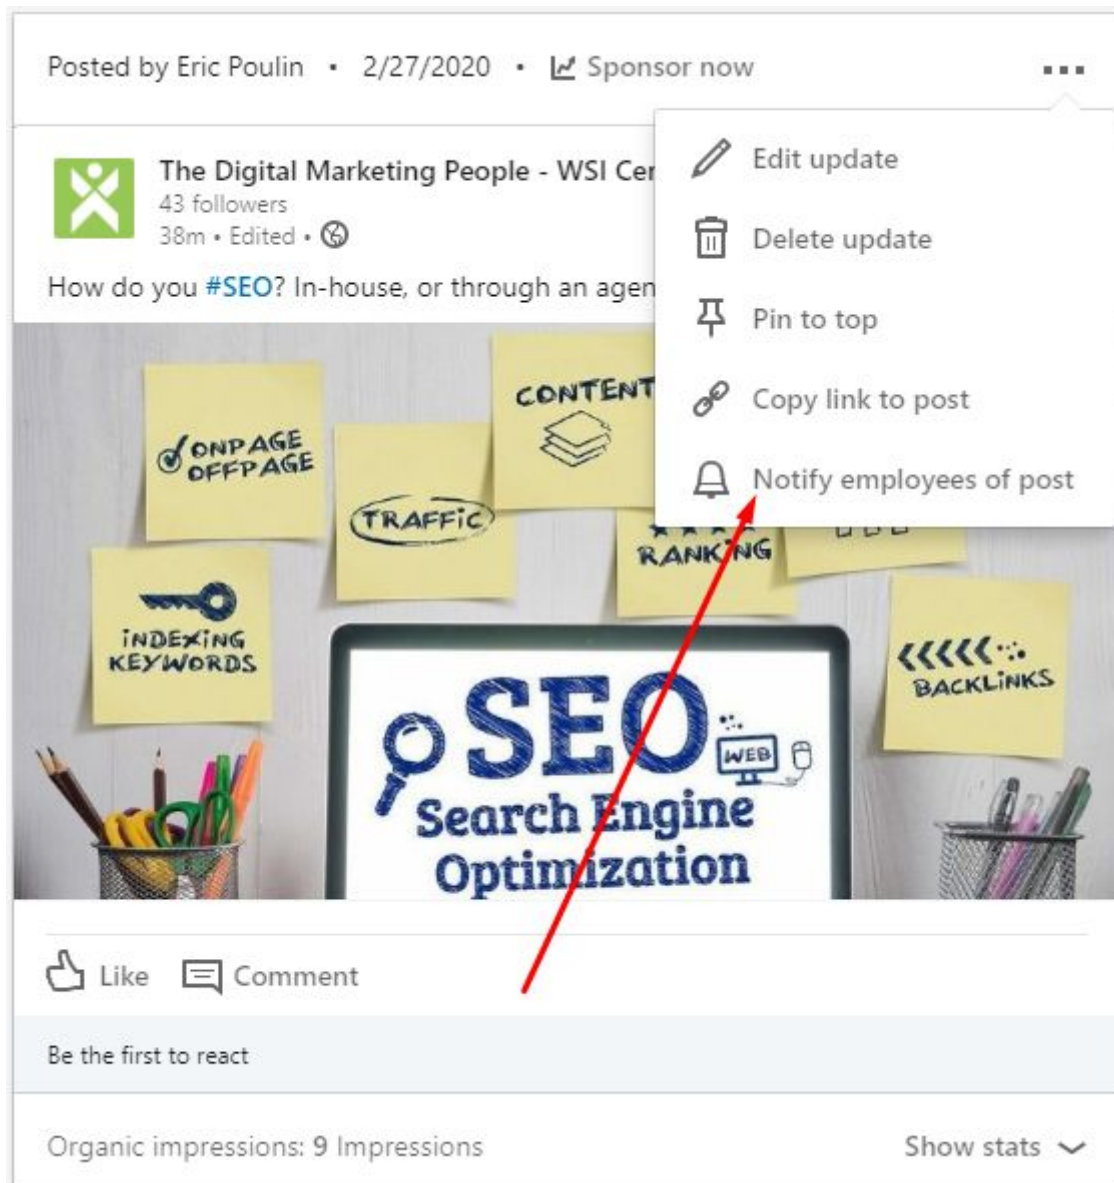 Posted by Eric Poulin • 2/27/2020 • Sponsor now
The Digital Marketing People - WSI Cer
43 followers
38m • Edited •
How do you #SEO? In-house, or through an agen
Edit update
Delete update
Pin to top
Copy link to post
Notify employees of post
ONPAGE
OFFPAGE
TRAFFIC
CONTENT
RANKING
INDEXING
KEYWORDS
BACKLINKS
SEO
WEB
Search Engine
Optimization
Like Comment
Be the first to react
Organic impressions: 9 Impressions Show stats